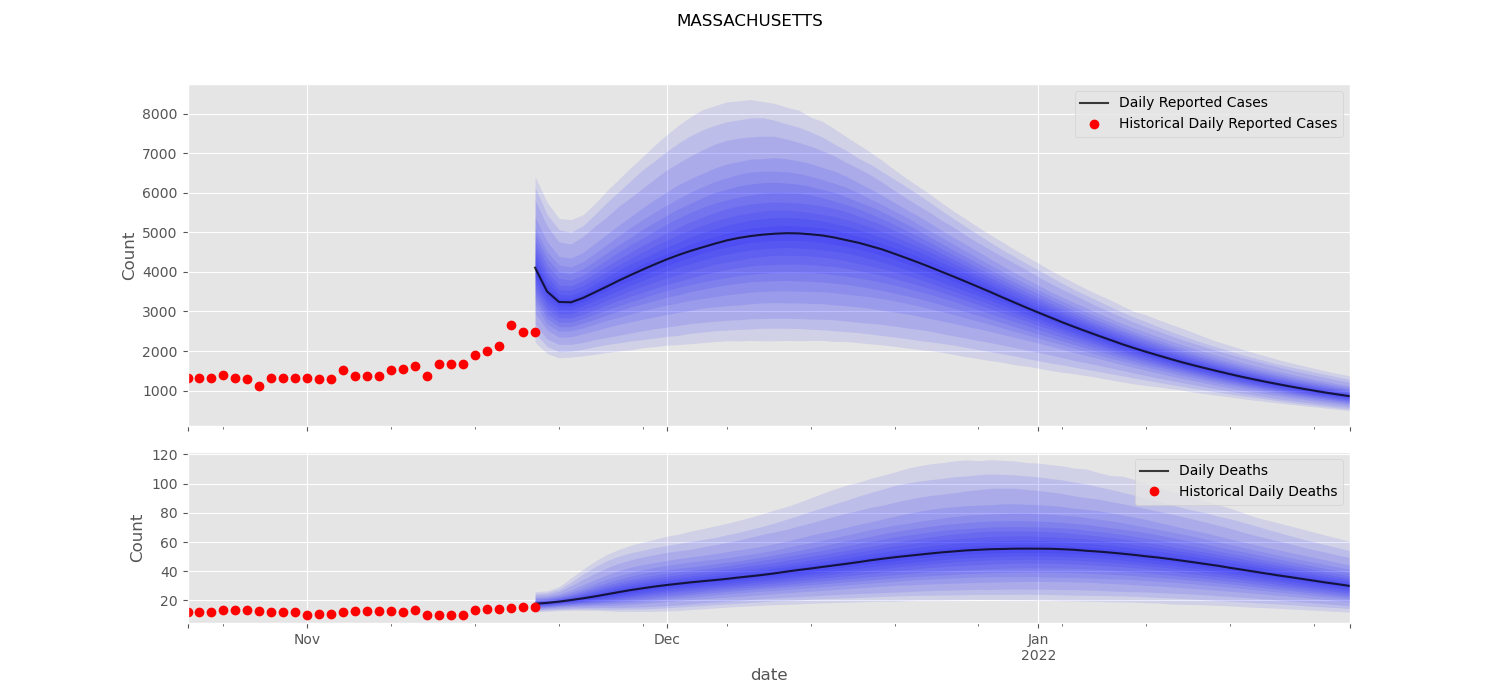 MASSACHUSETTS
Daily Reported Cases
Historical Daily Reported Cases
8000
7000
6000
5000
4000
3000
2000
1000
Count
Daily Deaths
Historical Daily Deaths
120
100
80
60
40
20
Count
Nov
Dec
Jan
2022
date